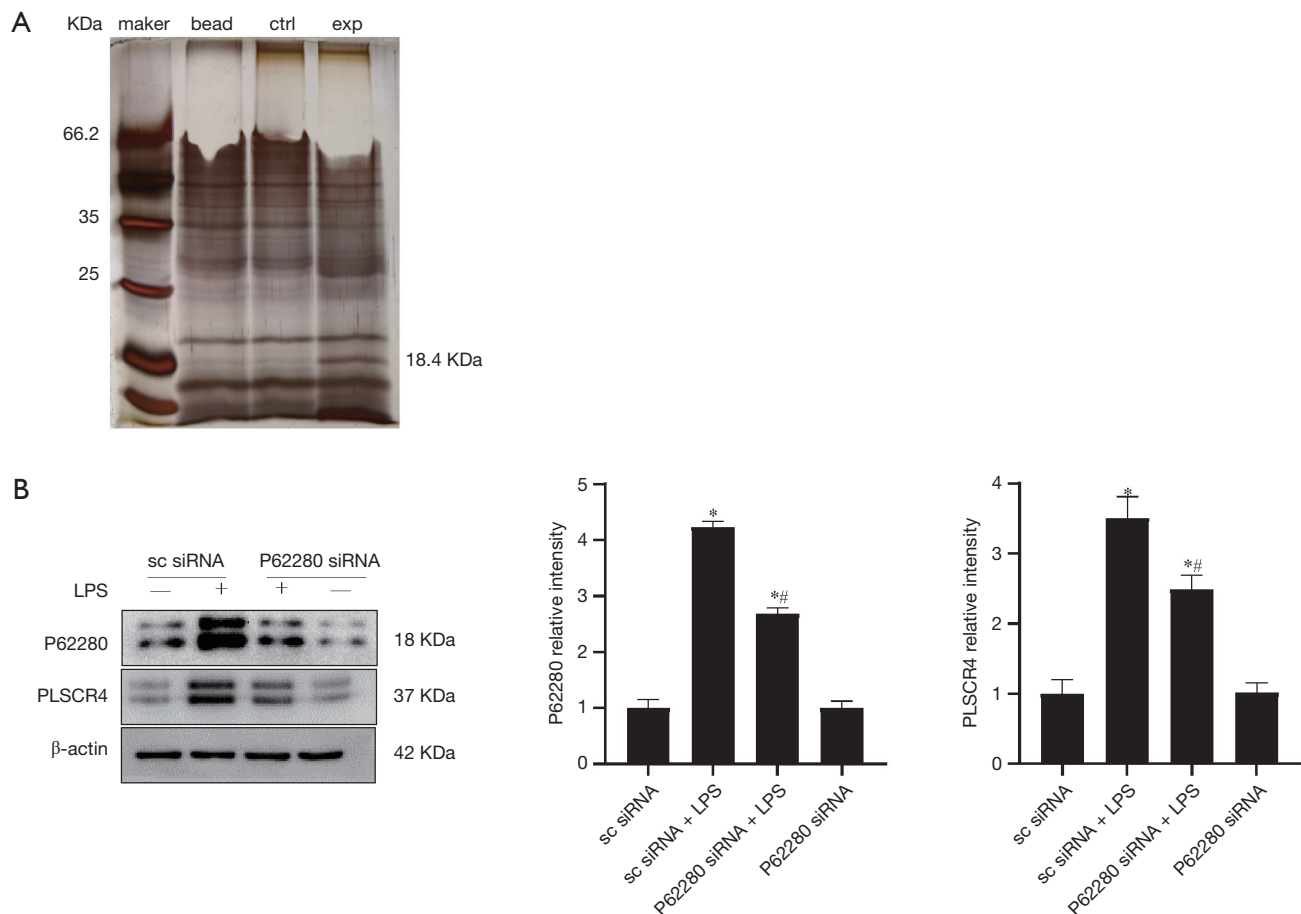 A
KDa maker bead ctrl exp
66.2
35
25
18.4 KDa
B
sc siRNA P62280 siRNA
LPS — + + —
P62280 18 KDa
PLSCR4 37 KDa
β-actin 42 KDa
P62280 relative intensity
5
4
3
2
1
0
*
*#
sc siRNA
sc siRNA + LPS
P62280 siRNA + LPS
P62280 siRNA
PLSCR4 relative intensity
4
3
2
1
0
*
*#
sc siRNA
sc siRNA + LPS
P62280 siRNA + LPS
P62280 siRNA